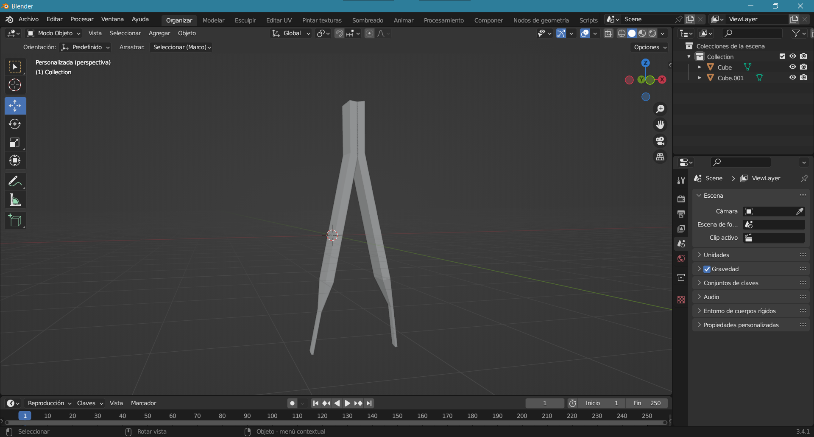 Blender
Archivo Editar Procesar Ventana Ayuda Organizar Modelar Esculpir Editar UV Pintar texturas Sombreado Animar Procesamiento Componer Nodos de geometría Scripts Scene ViewLayer
Modo Objeto Vista Seleccionar Agregar Objeto Global
Orientación: Predefinido Arrastrar: Seleccionar (Marco) Opciones
Personalizada (perspectiva)
(1) Collection
Z
Y
X
Colecciones de la escena
Collection
Cube
Cube.001
Scene ViewLayer
Escena
Cámara
Escena de fo...
Clip activo
Unidades
Gravedad
Conjuntos de claves
Audio
Entorno de cuerpos rígidos
Propiedades personalizadas
Reproducción Claves Vista Marcador 1 Inicio 1 Fin 250
1 10 20 30 40 50 60 70 80 90 100 110 120 130 140 150 160 170 180 190 200 210 220 230 240 250
Seleccionar Rotar vista Objeto - menú contextual 3.4.1